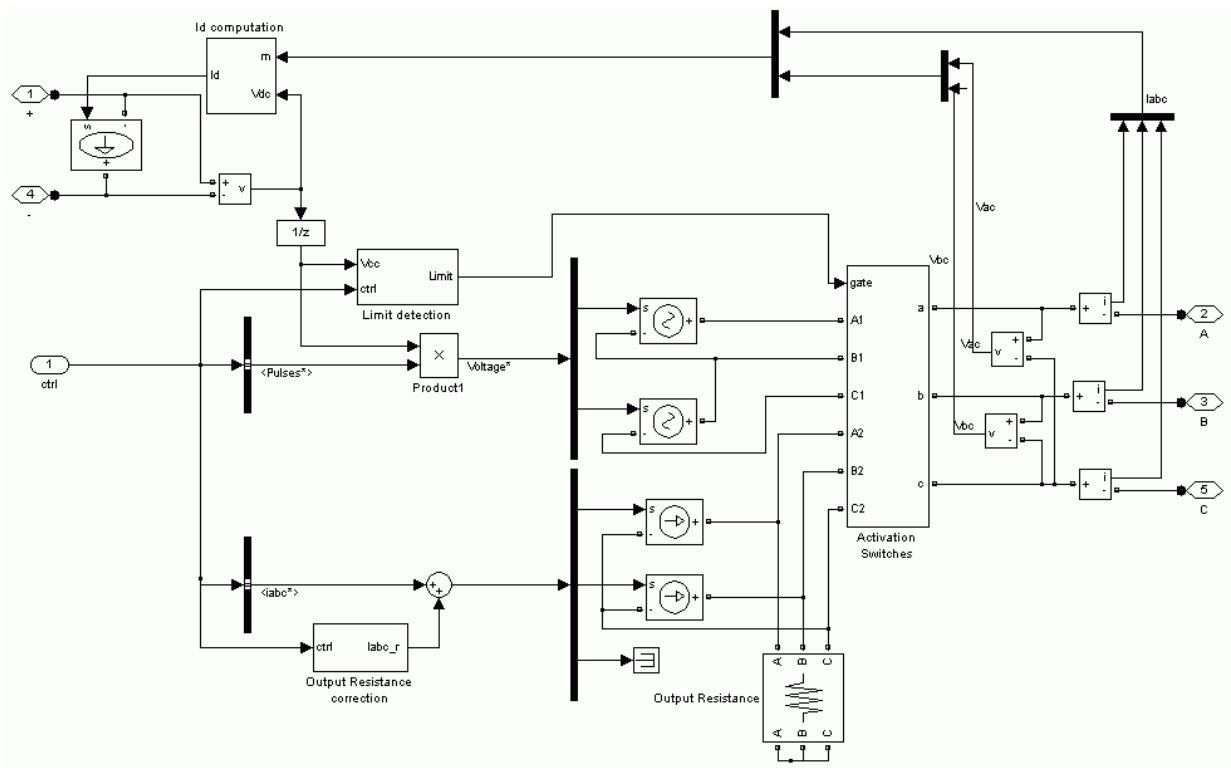 Id computation
m
Id
Vdc
1
+
s
-
+
4
-
+
-
v
1/z
Iabc
Vac
Vbc
Vcc
ctrl
Limit
Limit detection
gate
A1
B1
C1
A2
B2
C2
a
b
c
Activation
Switches
s
-
+
s
-
+
+
i
-
2
A
Vac
v
+
-
+
i
-
3
B
Vbc
v
+
-
+
i
-
5
C
1
ctrl
<Pulses*>
×
Product1
Voltage*
s
-
+
s
-
+
<iabc*>
+
+
ctrl
Iabc_r
Output Resistance
correction
Output Resistance
A
B
C
A
B
C